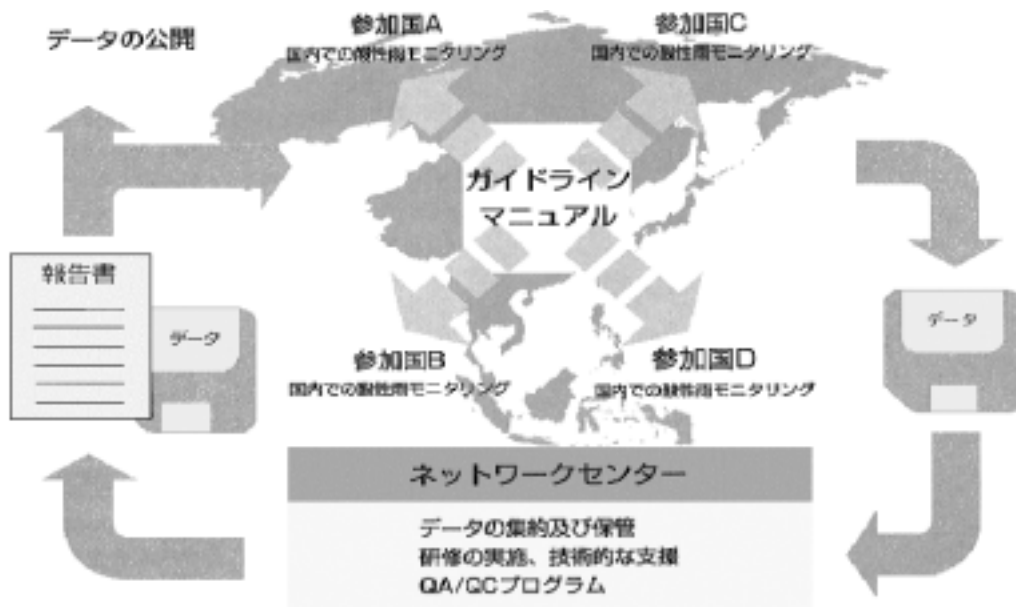 データの公開
参加国A
国内での酸性雨モニタリング
参加国C
国内での酸性雨モニタリング
ガイドライン
マニュアル
報告書
データ
データ
参加国B
国内での酸性雨モニタリング
参加国D
国内での酸性雨モニタリング
ネットワークセンター
データの集約及び保管
研修の実施、技術的な支援
QA/QCプログラム